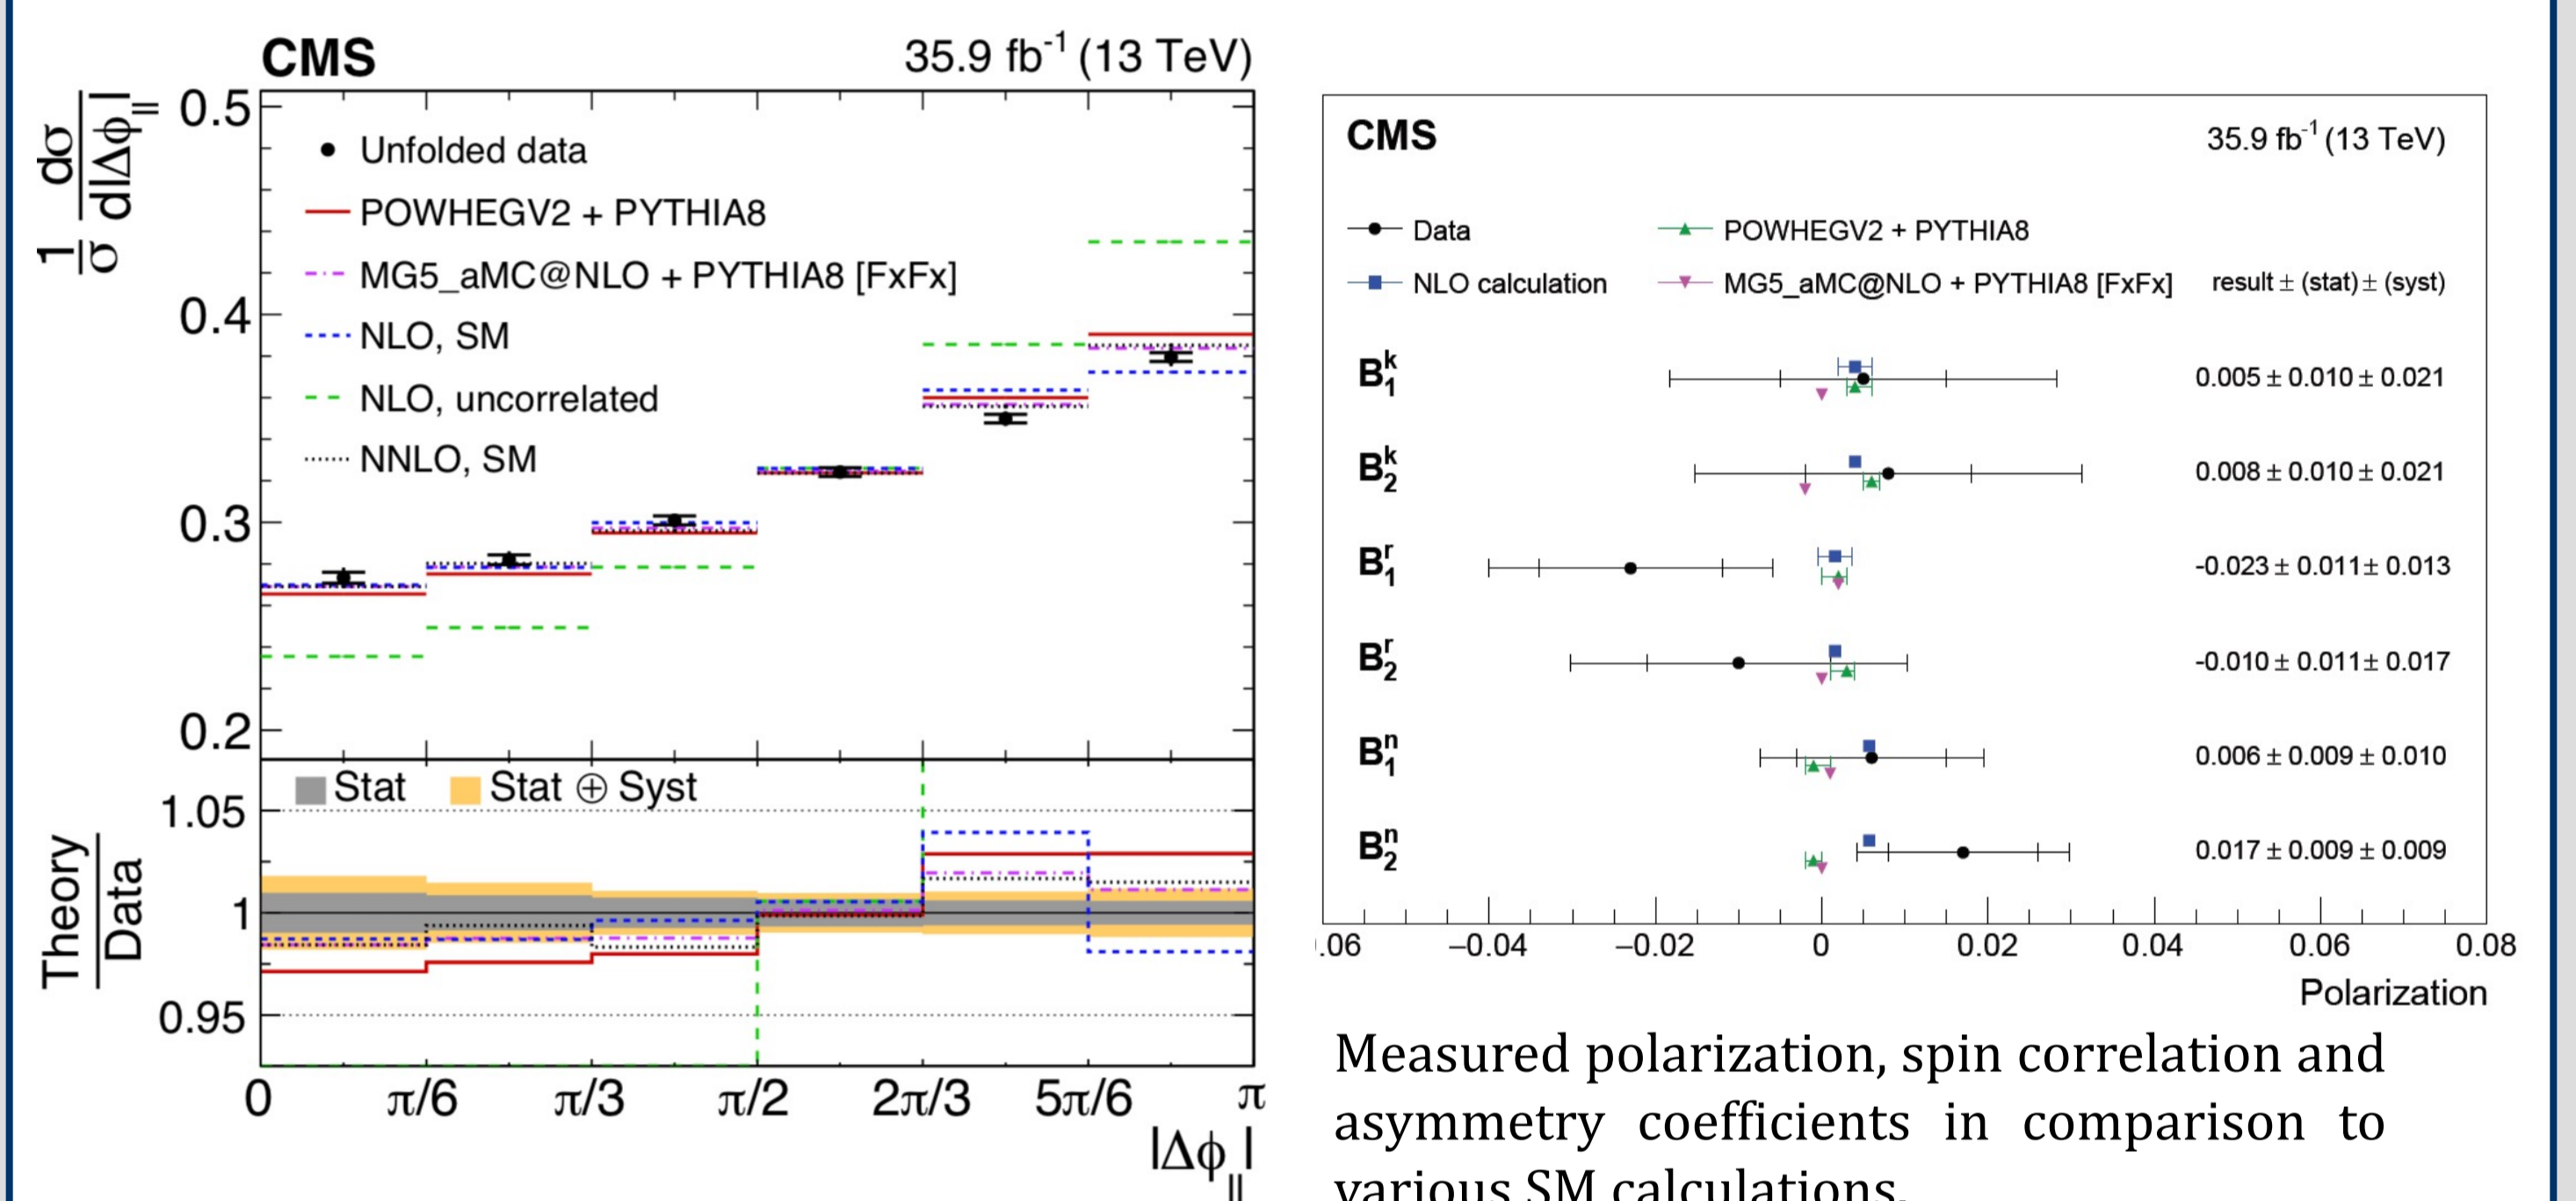 CMS 35.9 fb⁻¹ (13 TeV)
1/σ dσ/d|Δϕ_ll|
0.5
0.4
0.3
0.2
Unfolded data
POWHEGV2 + PYTHIA8
MG5_aMC@NLO + PYTHIA8 [FxFx]
NLO, SM
NLO, uncorrelated
NNLO, SM
Stat Stat ⊕ Syst
Theory/Data
1.05
1
0.95
0 π/6 π/3 π/2 2π/3 5π/6 π
|Δϕ_ll|
CMS 35.9 fb⁻¹ (13 TeV)
Data POWHEGV2 + PYTHIA8
NLO calculation MG5_aMC@NLO + PYTHIA8 [FxFx] result ± (stat) ± (syst)
B₁ᵏ 0.005 ± 0.010 ± 0.021
B₂ᵏ 0.008 ± 0.010 ± 0.021
B₁ʳ -0.023 ± 0.011 ± 0.013
B₂ʳ -0.010 ± 0.011 ± 0.017
B₁ⁿ 0.006 ± 0.009 ± 0.010
B₂ⁿ 0.017 ± 0.009 ± 0.009
.06 −0.04 −0.02 0 0.02 0.04 0.06 0.08
Polarization
Measured polarization, spin correlation and
asymmetry coefficients in comparison to
various SM calculations.